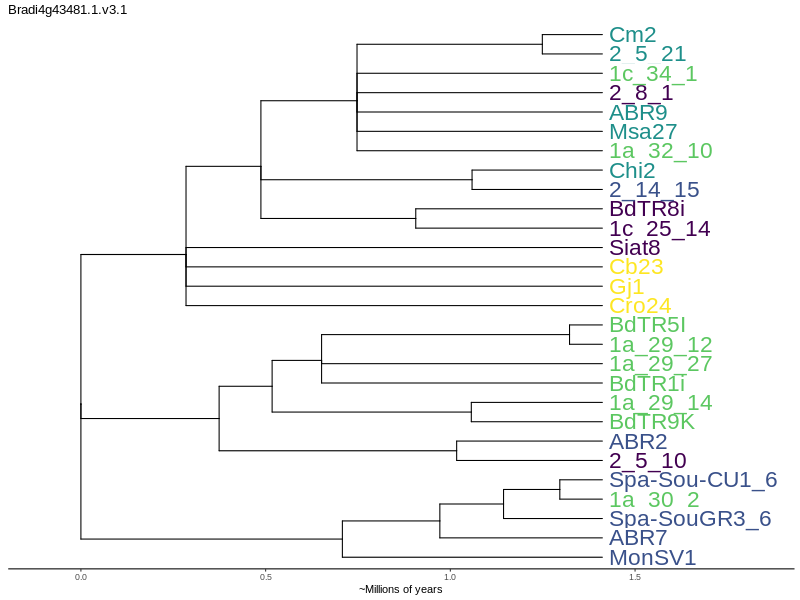 Bradi4g43481.1.v3.1
Cm2
2_5_21
1c_34_1
2_8_1
ABR9
Msa27
1a_32_10
Chi2
2_14_15
BdTR8i
1c_25_14
Siat8
Cb23
Gj1
Cro24
BdTR5I
1a_29_12
1a_29_27
BdTR1i
1a_29_14
BdTR9K
ABR2
2_5_10
Spa-Sou-CU1_6
1a_30_2
Spa-SouGR3_6
ABR7
MonSV1
0.0 0.5 1.0 1.5
~Millions of years